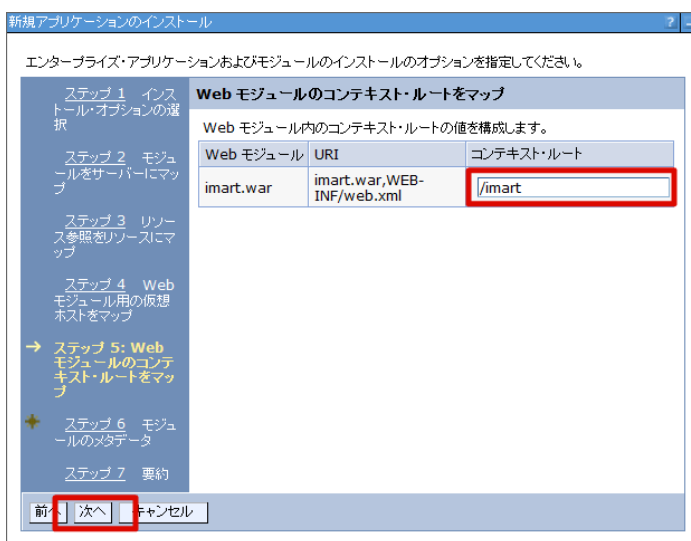 新規アプリケーションのインストール
?
エンタープライズ・アプリケーションおよびモジュールのインストールのオプションを指定してください。
ステップ 1 インス
トール・オプションの選
択
ステップ 2 モジュ
ールをサーバーにマッ
プ
ステップ 3 リソー
ス参照をリソースにマ
ップ
ステップ 4 Web
モジュール用の仮想
ホストをマップ
→ ステップ 5: Web
モジュールのコンテ
キスト・ルートをマッ
プ
ステップ 6 モジュ
ールのメタデータ
ステップ 7 要約
Web モジュールのコンテキスト・ルートをマップ
Web モジュール内のコンテキスト・ルートの値を構成します。
Web モジュール URI コンテキスト・ルート
imart.war imart.war,WEB-
INF/web.xml /imart
前へ 次へ キャンセル